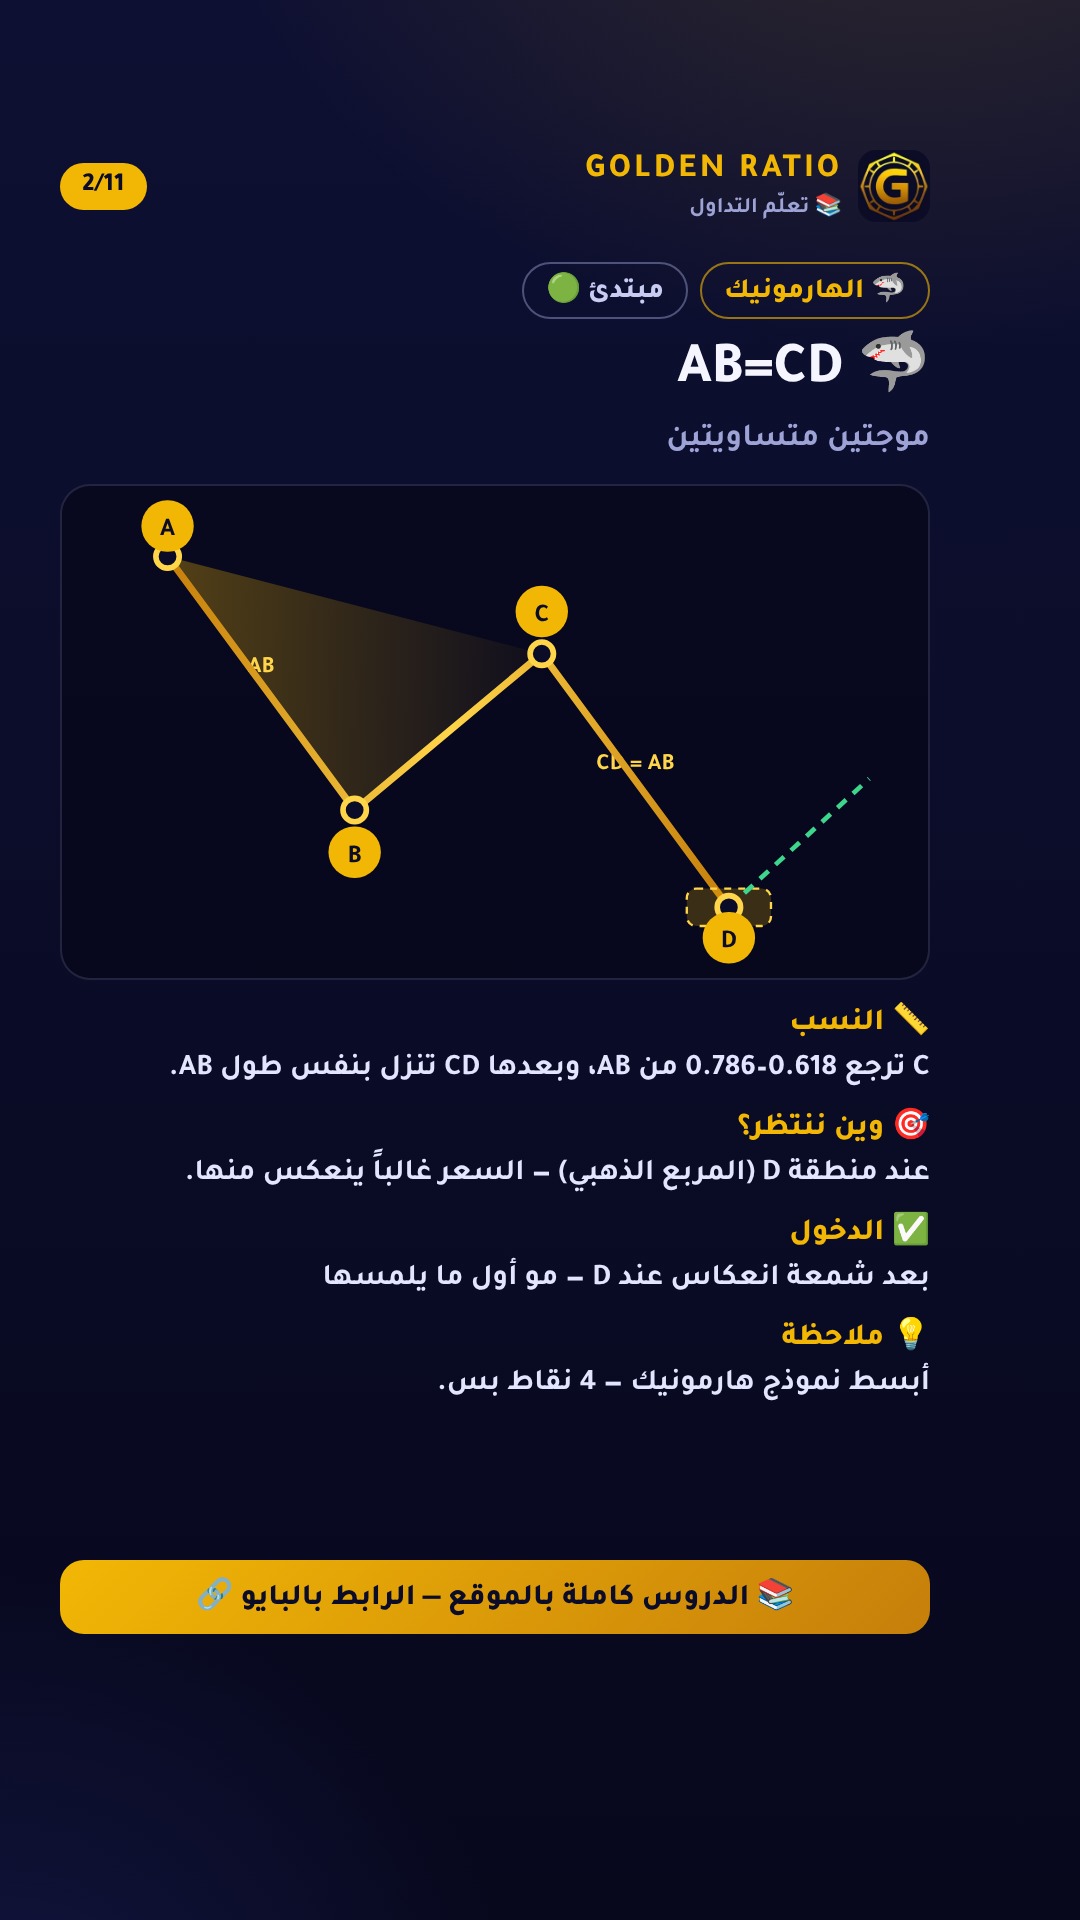 GOLDEN RATIO
📚 تعلّم التداول
2/11
🦈 الهارمونيك
مبتدئ 🟢
🦈 AB=CD
موجتين متساويتين
A
C
AB
CD = AB
B
D
📏 النسب
C ترجع 0.618–0.786 من AB، وبعدها CD تنزل بنفس طول AB.
🎯 وين ننتظر؟
عند منطقة D (المربع الذهبي) — السعر غالباً ينعكس منها.
✅ الدخول
بعد شمعة انعكاس عند D — مو أول ما يلمسها
💡 ملاحظة
أبسط نموذج هارمونيك — 4 نقاط بس.
📚 الدروس كاملة بالموقع — الرابط بالبايو 🔗